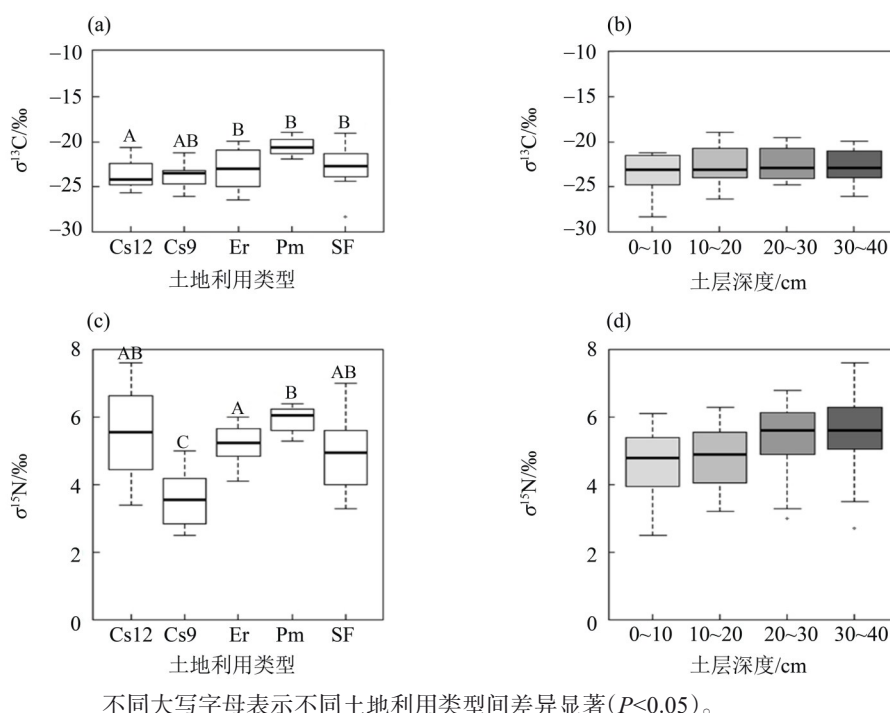 (a)
σ¹³C/‰
−10
−15
−20
−25
−30
A
AB
B
B
B
Cs12 Cs9 Er Pm SF
土地利用类型
(b)
σ¹³C/‰
−10
−15
−20
−25
−30
0~10 10~20 20~30 30~40
土层深度/cm
(c)
σ¹⁵N/‰
8
6
4
2
0
AB
C
A
B
AB
Cs12 Cs9 Er Pm SF
土地利用类型
(d)
σ¹⁵N/‰
8
6
4
2
0
0~10 10~20 20~30 30~40
土层深度/cm
不同大写字母表示不同土地利用类型间差异显著(P<0.05)。